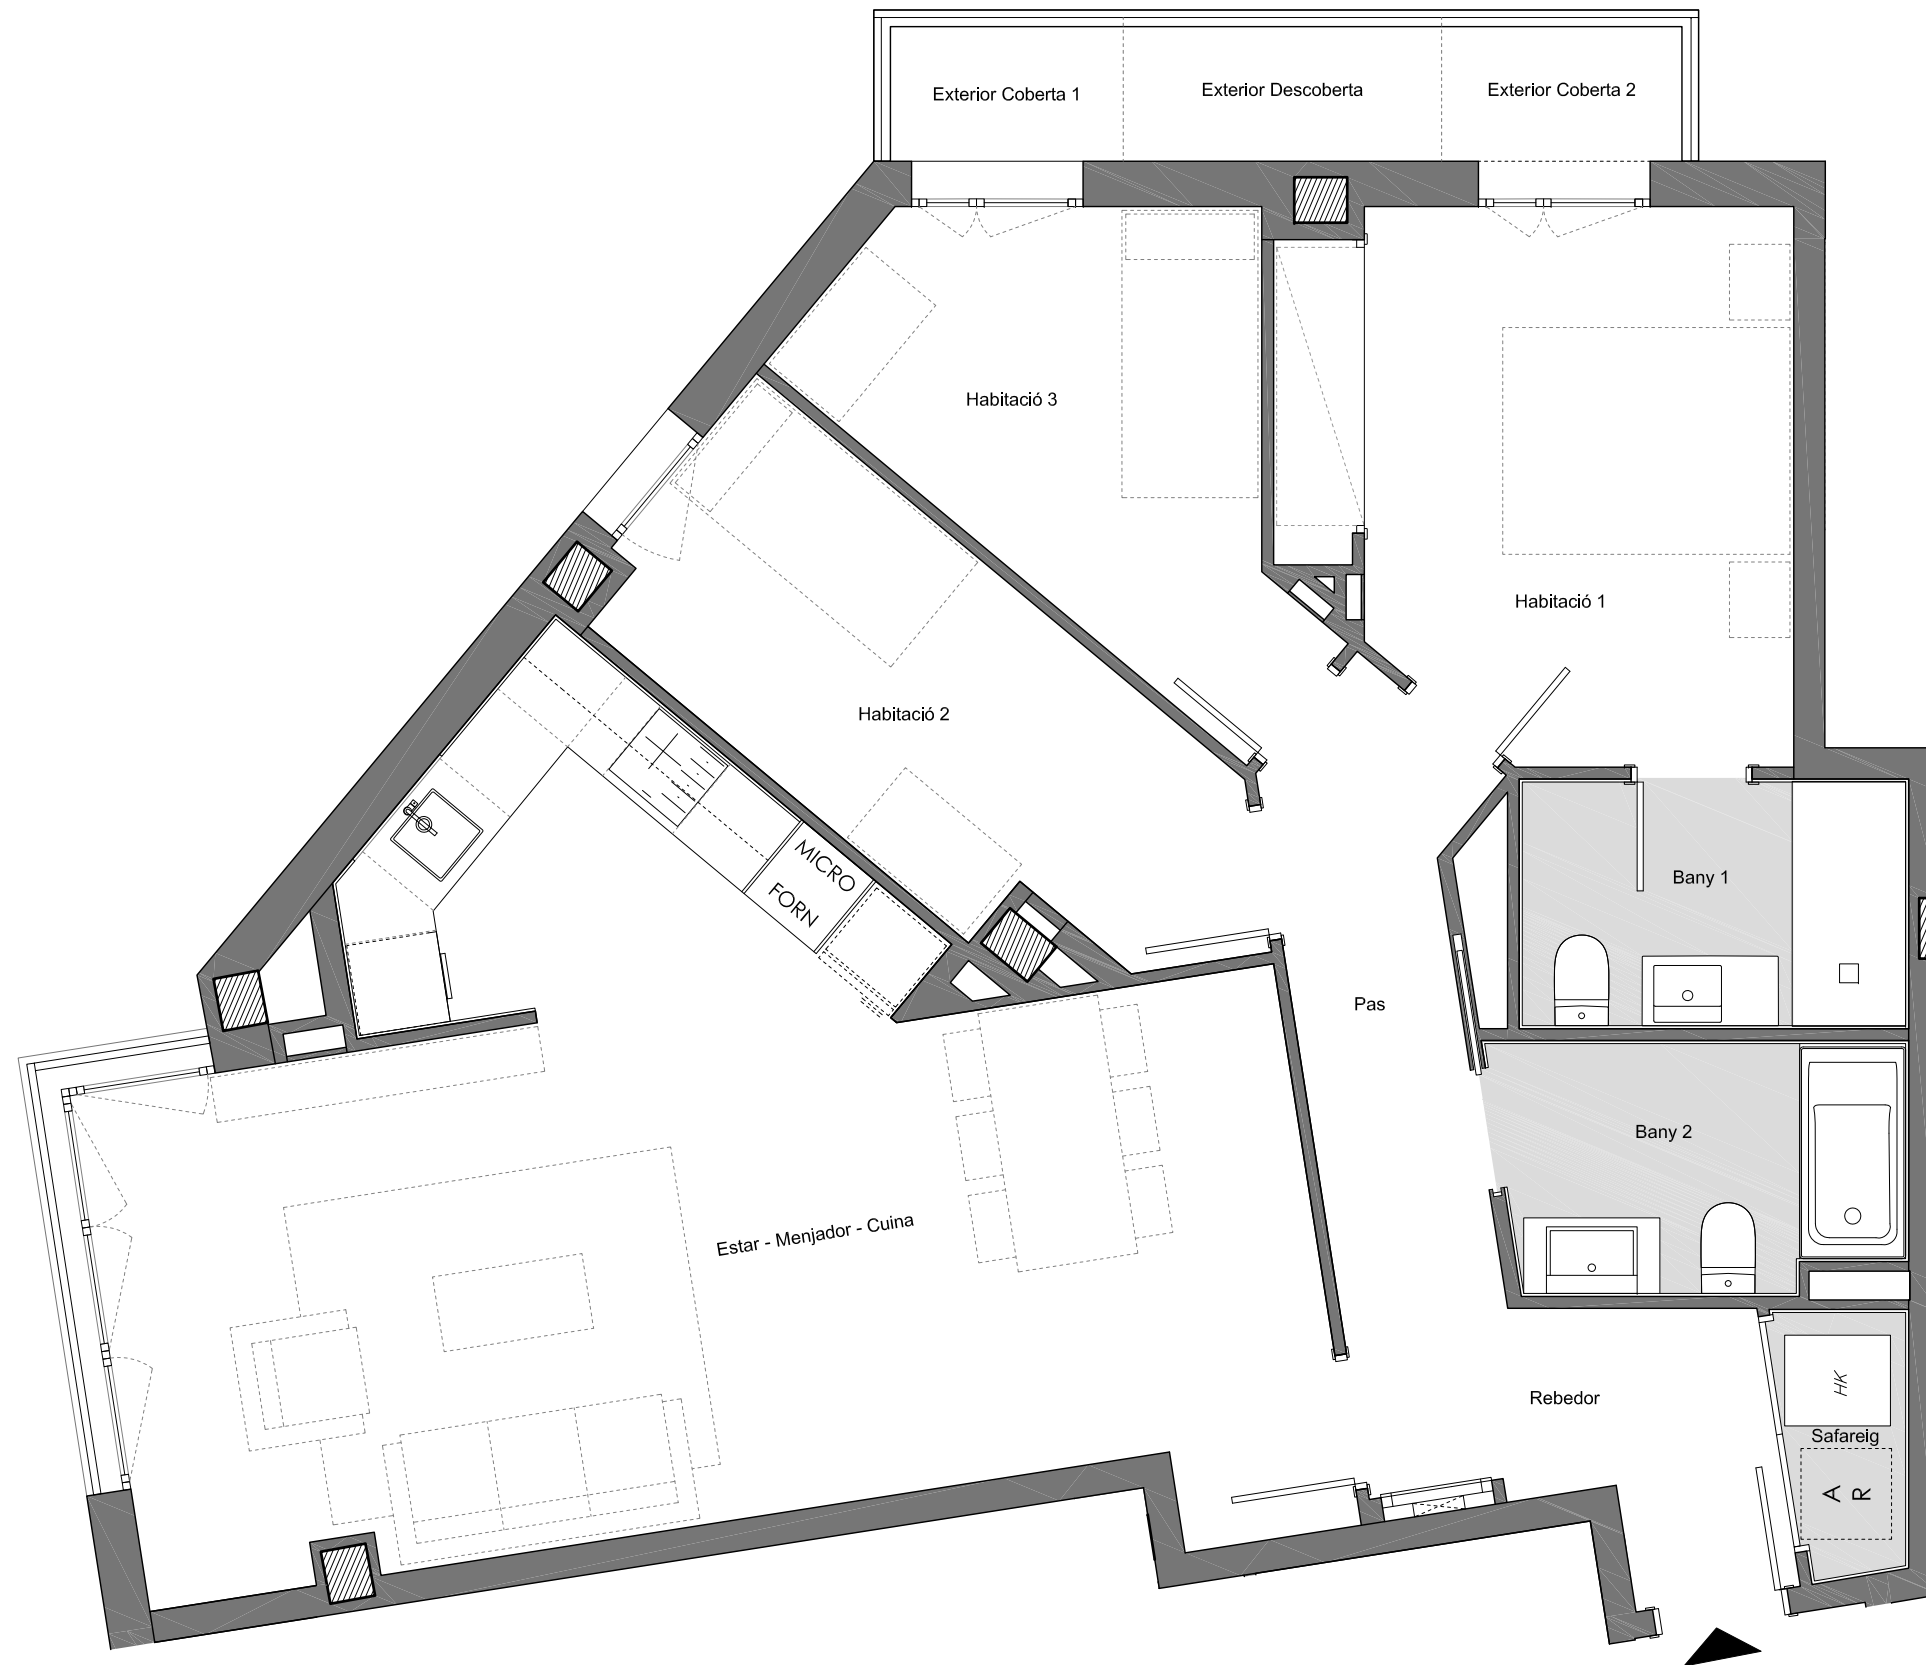 Exterior Coberta 1
Exterior Descoberta
Exterior Coberta 2
Habitació 3
Habitació 1
Habitació 2
MICRO
FORN
Bany 1
Pas
Bany 2
Estar - Menjador - Cuina
Rebedor
HK
Safareig
A
R